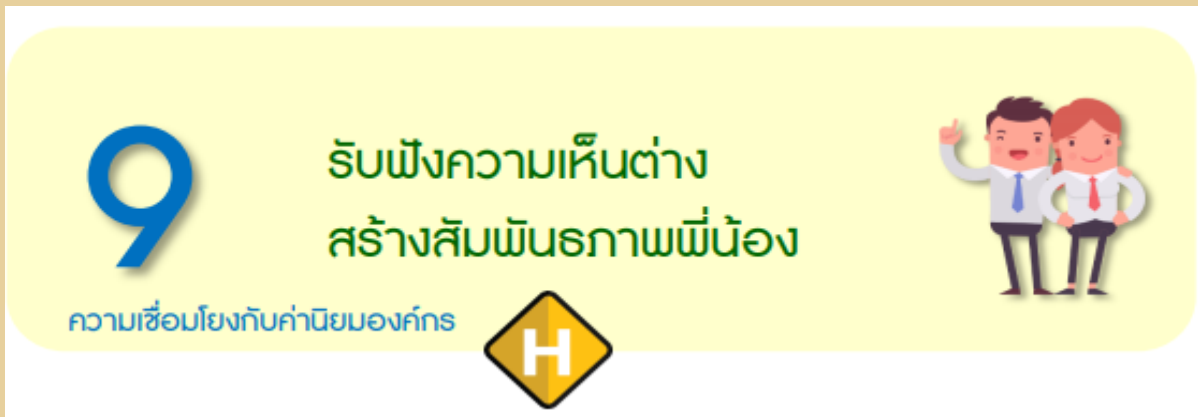 9
รับฟังความเห็นต่าง
สร้างสัมพันธภาพพี่น้อง
ความเชื่อมโยงกับค่านิยมองค์กร
H